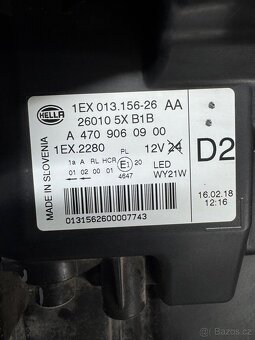 HELLA
1EX 013.156-26 AA
26010 5X B1B
A 470 906 09 00
1EX.2280 PL 12V 24
1a A RL HCR E1 20 LED
01 02 00 01 4647 WY21W
0131562600007743
MADE IN SLOVENIA
D2
16.02.18
12:16
Bazoš.cz